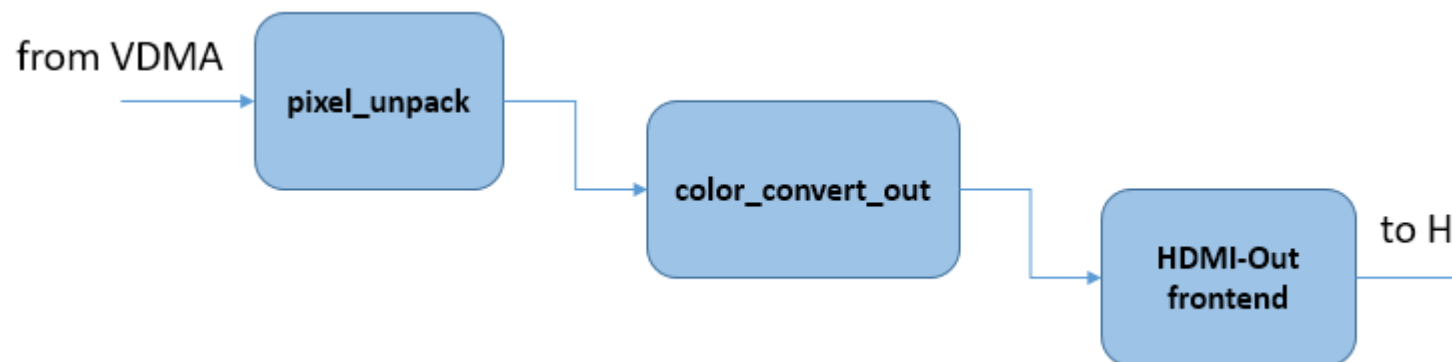 from VDMA
pixel_unpack
color_convert_out
to H
HDMI-Out
frontend